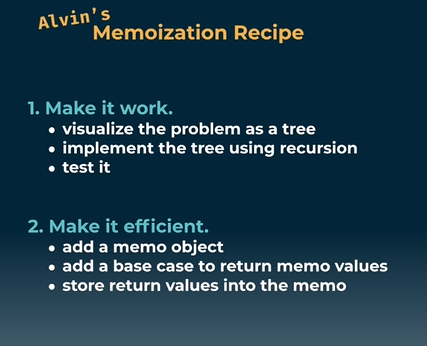 Alvin's
Memoization Recipe
1. Make it work.
• visualize the problem as a tree
• implement the tree using recursion
• test it
2. Make it efficient.
• add a memo object
• add a base case to return memo values
• store return values into the memo